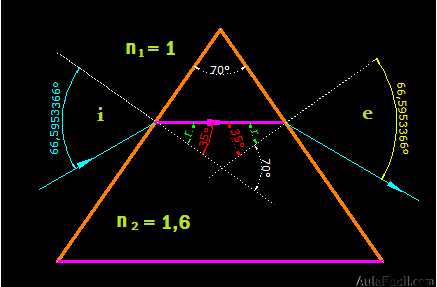 n₁ = 1
70°
66,5953366°
i
r
35°
35°
r
e
66,5953366°
70°
n₂ = 1,6
AulaFacil.com